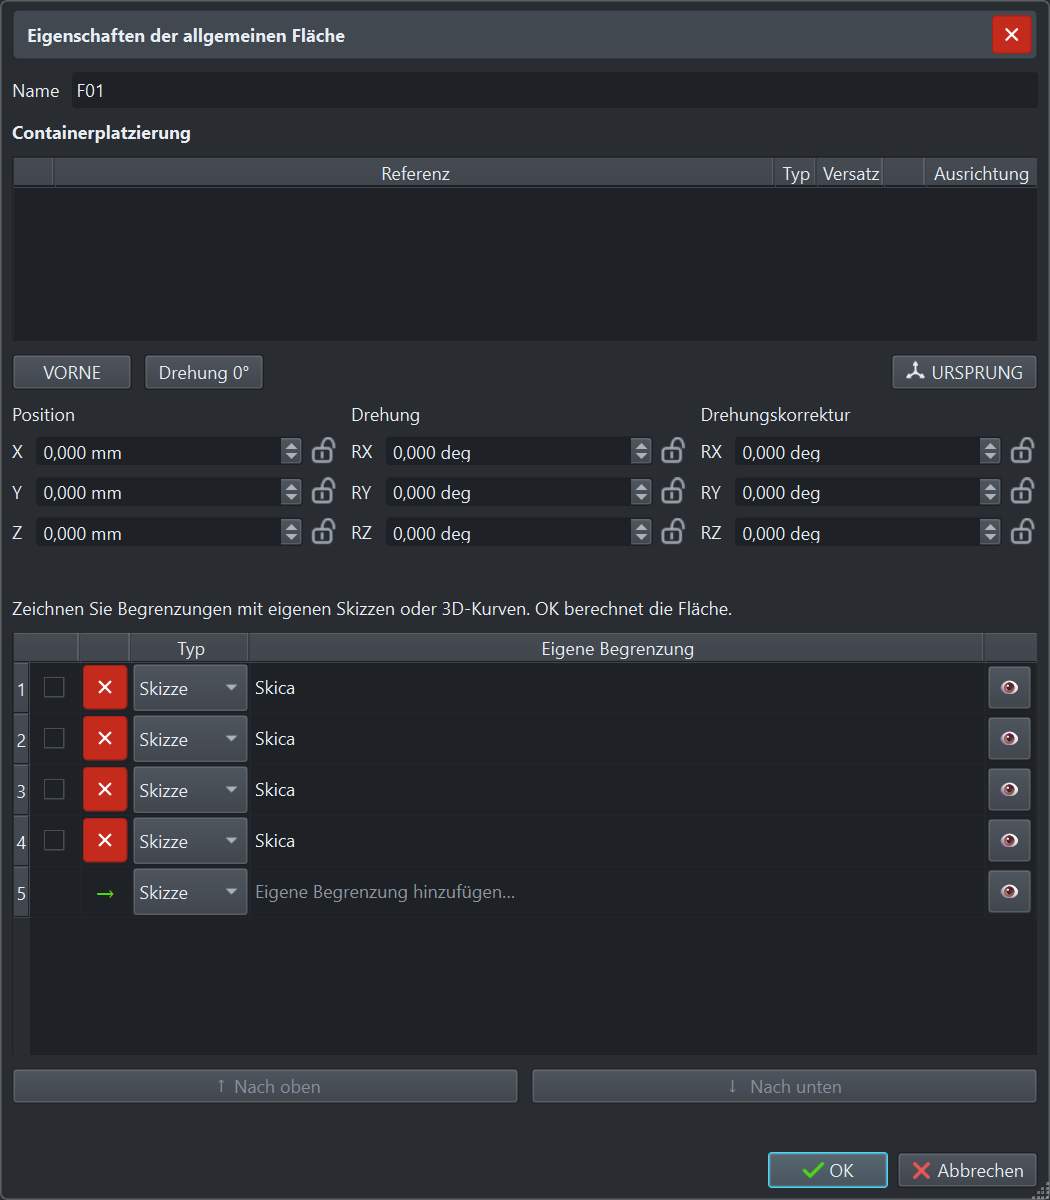 Eigenschaften der allgemeinen Fläche
Name F01
Containerplatzierung
Referenz Typ Versatz Ausrichtung
VORNE Drehung 0° URSPRUNG
Position Drehung Drehungskorrektur
X 0,000 mm RX 0,000 deg RX 0,000 deg
Y 0,000 mm RY 0,000 deg RY 0,000 deg
Z 0,000 mm RZ 0,000 deg RZ 0,000 deg
Zeichnen Sie Begrenzungen mit eigenen Skizzen oder 3D-Kurven. OK berechnet die Fläche.
Typ Eigene Begrenzung
1 Skizze Skica
2 Skizze Skica
3 Skizze Skica
4 Skizze Skica
5 → Skizze Eigene Begrenzung hinzufügen...
↑ Nach oben ↓ Nach unten
OK Abbrechen